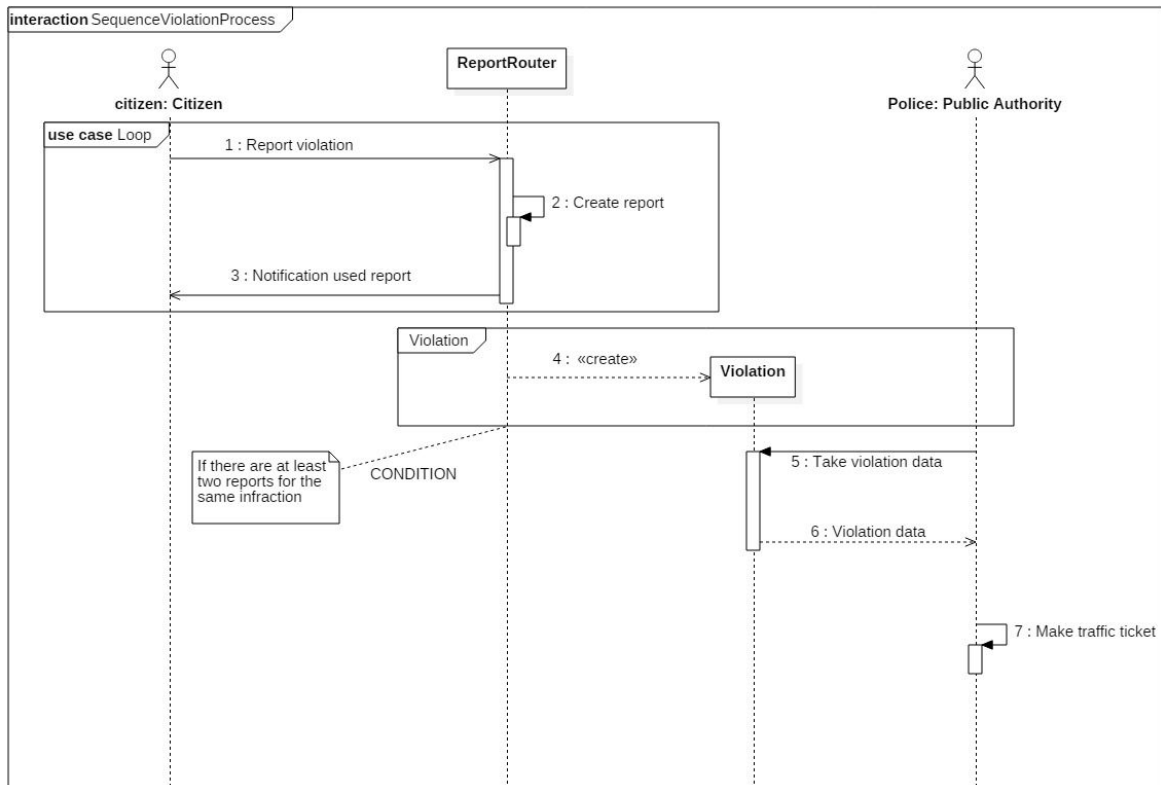 interaction SequenceViolationProcess
ReportRouter
citizen: Citizen
Police: Public Authority
use case Loop
1 : Report violation
2 : Create report
3 : Notification used report
Violation
4 : «create»
Violation
If there are at least
two reports for the
same infraction
CONDITION
5 : Take violation data
6 : Violation data
7 : Make traffic ticket